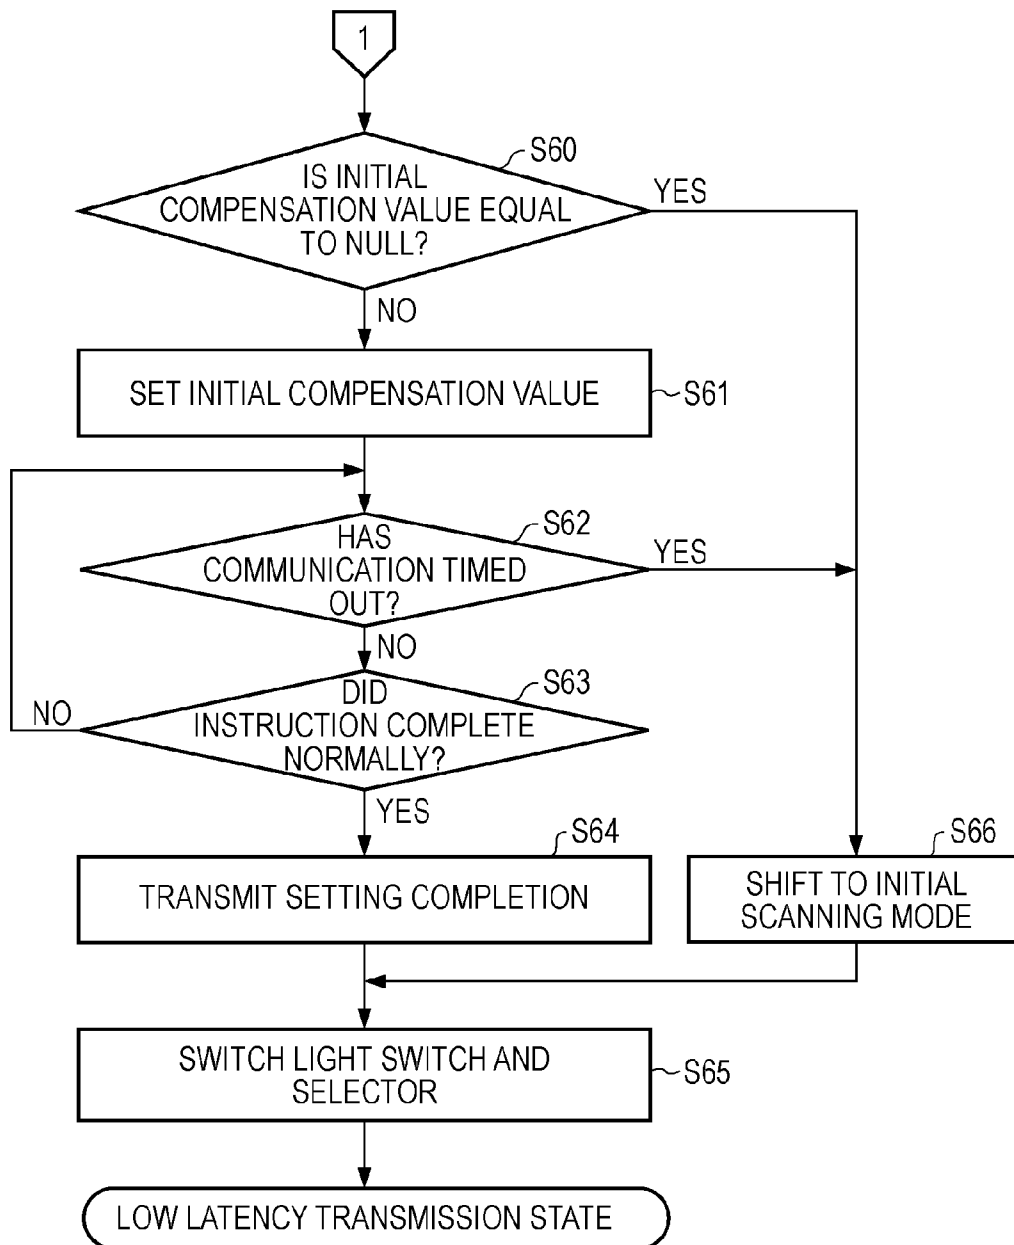 1
S60
IS INITIAL
COMPENSATION VALUE EQUAL
TO NULL?
YES
NO
SET INITIAL COMPENSATION VALUE
S61
S62
HAS
COMMUNICATION TIMED
OUT?
YES
NO
S63
DID
INSTRUCTION COMPLETE
NORMALLY?
NO
YES
S64
TRANSMIT SETTING COMPLETION
S66
SHIFT TO INITIAL
SCANNING MODE
SWITCH LIGHT SWITCH AND
SELECTOR
S65
LOW LATENCY TRANSMISSION STATE